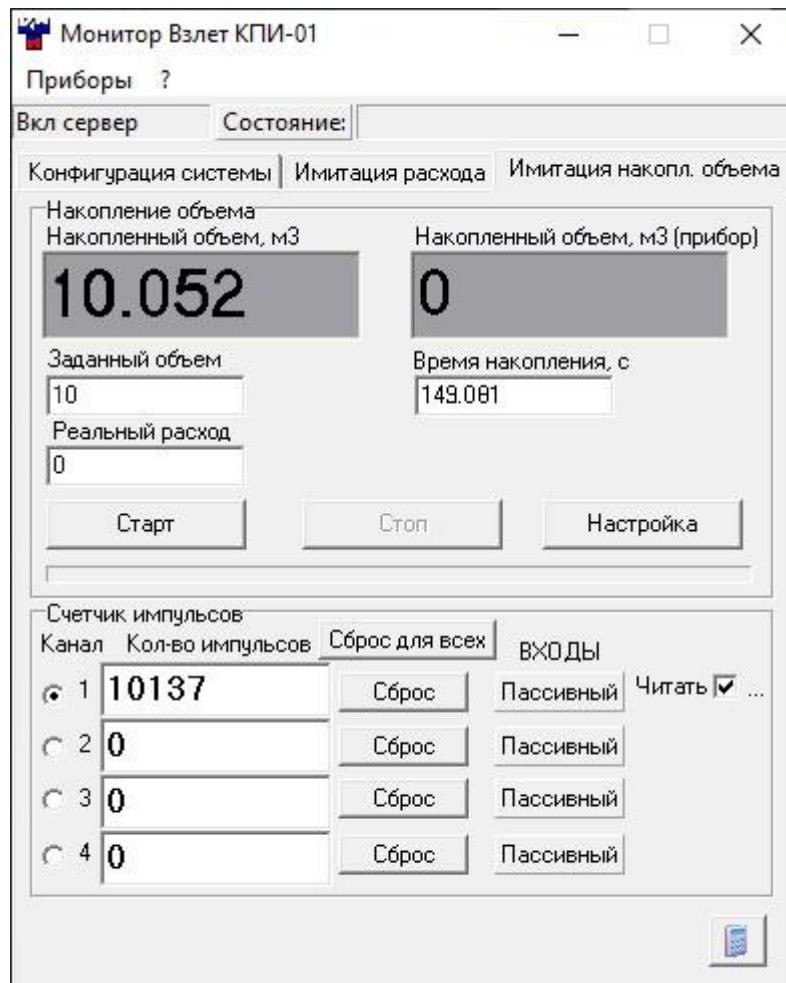 Монитор Взлет КПИ-01
Приборы ?
Вкл сервер Состояние:
Конфигурация системы Имитация расхода Имитация накопл. объема
Накопление объема
Накопленный объем, м3 Накопленный объем, м3 (прибор)
10.052 0
Заданный объем Время накопления, с
10 149.081
Реальный расход
0
Старт Стоп Настройка
Счетчик импульсов
Канал Кол-во импульсов Сброс для всех ВХОДЫ
1 10137 Сброс Пассивный Читать ...
2 0 Сброс Пассивный
3 0 Сброс Пассивный
4 0 Сброс Пассивный